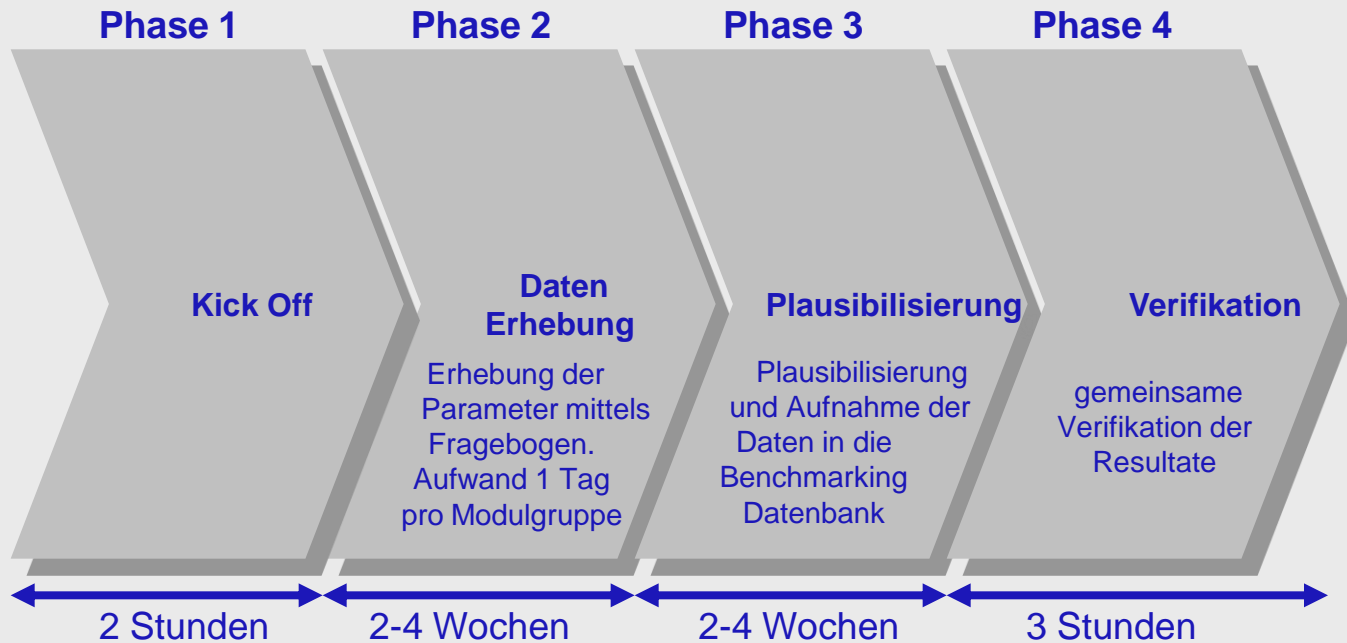 Phase 1
Phase 2
Phase 3
Phase 4
Kick Off
Daten
Erhebung
Erhebung der
Parameter mittels
Fragebogen.
Aufwand 1 Tag
pro Modulgruppe
Plausibilisierung
Plausibilisierung
und Aufnahme der
Daten in die
Benchmarking
Datenbank
Verifikation
gemeinsame
Verifikation der
Resultate
2 Stunden
2-4 Wochen
2-4 Wochen
3 Stunden